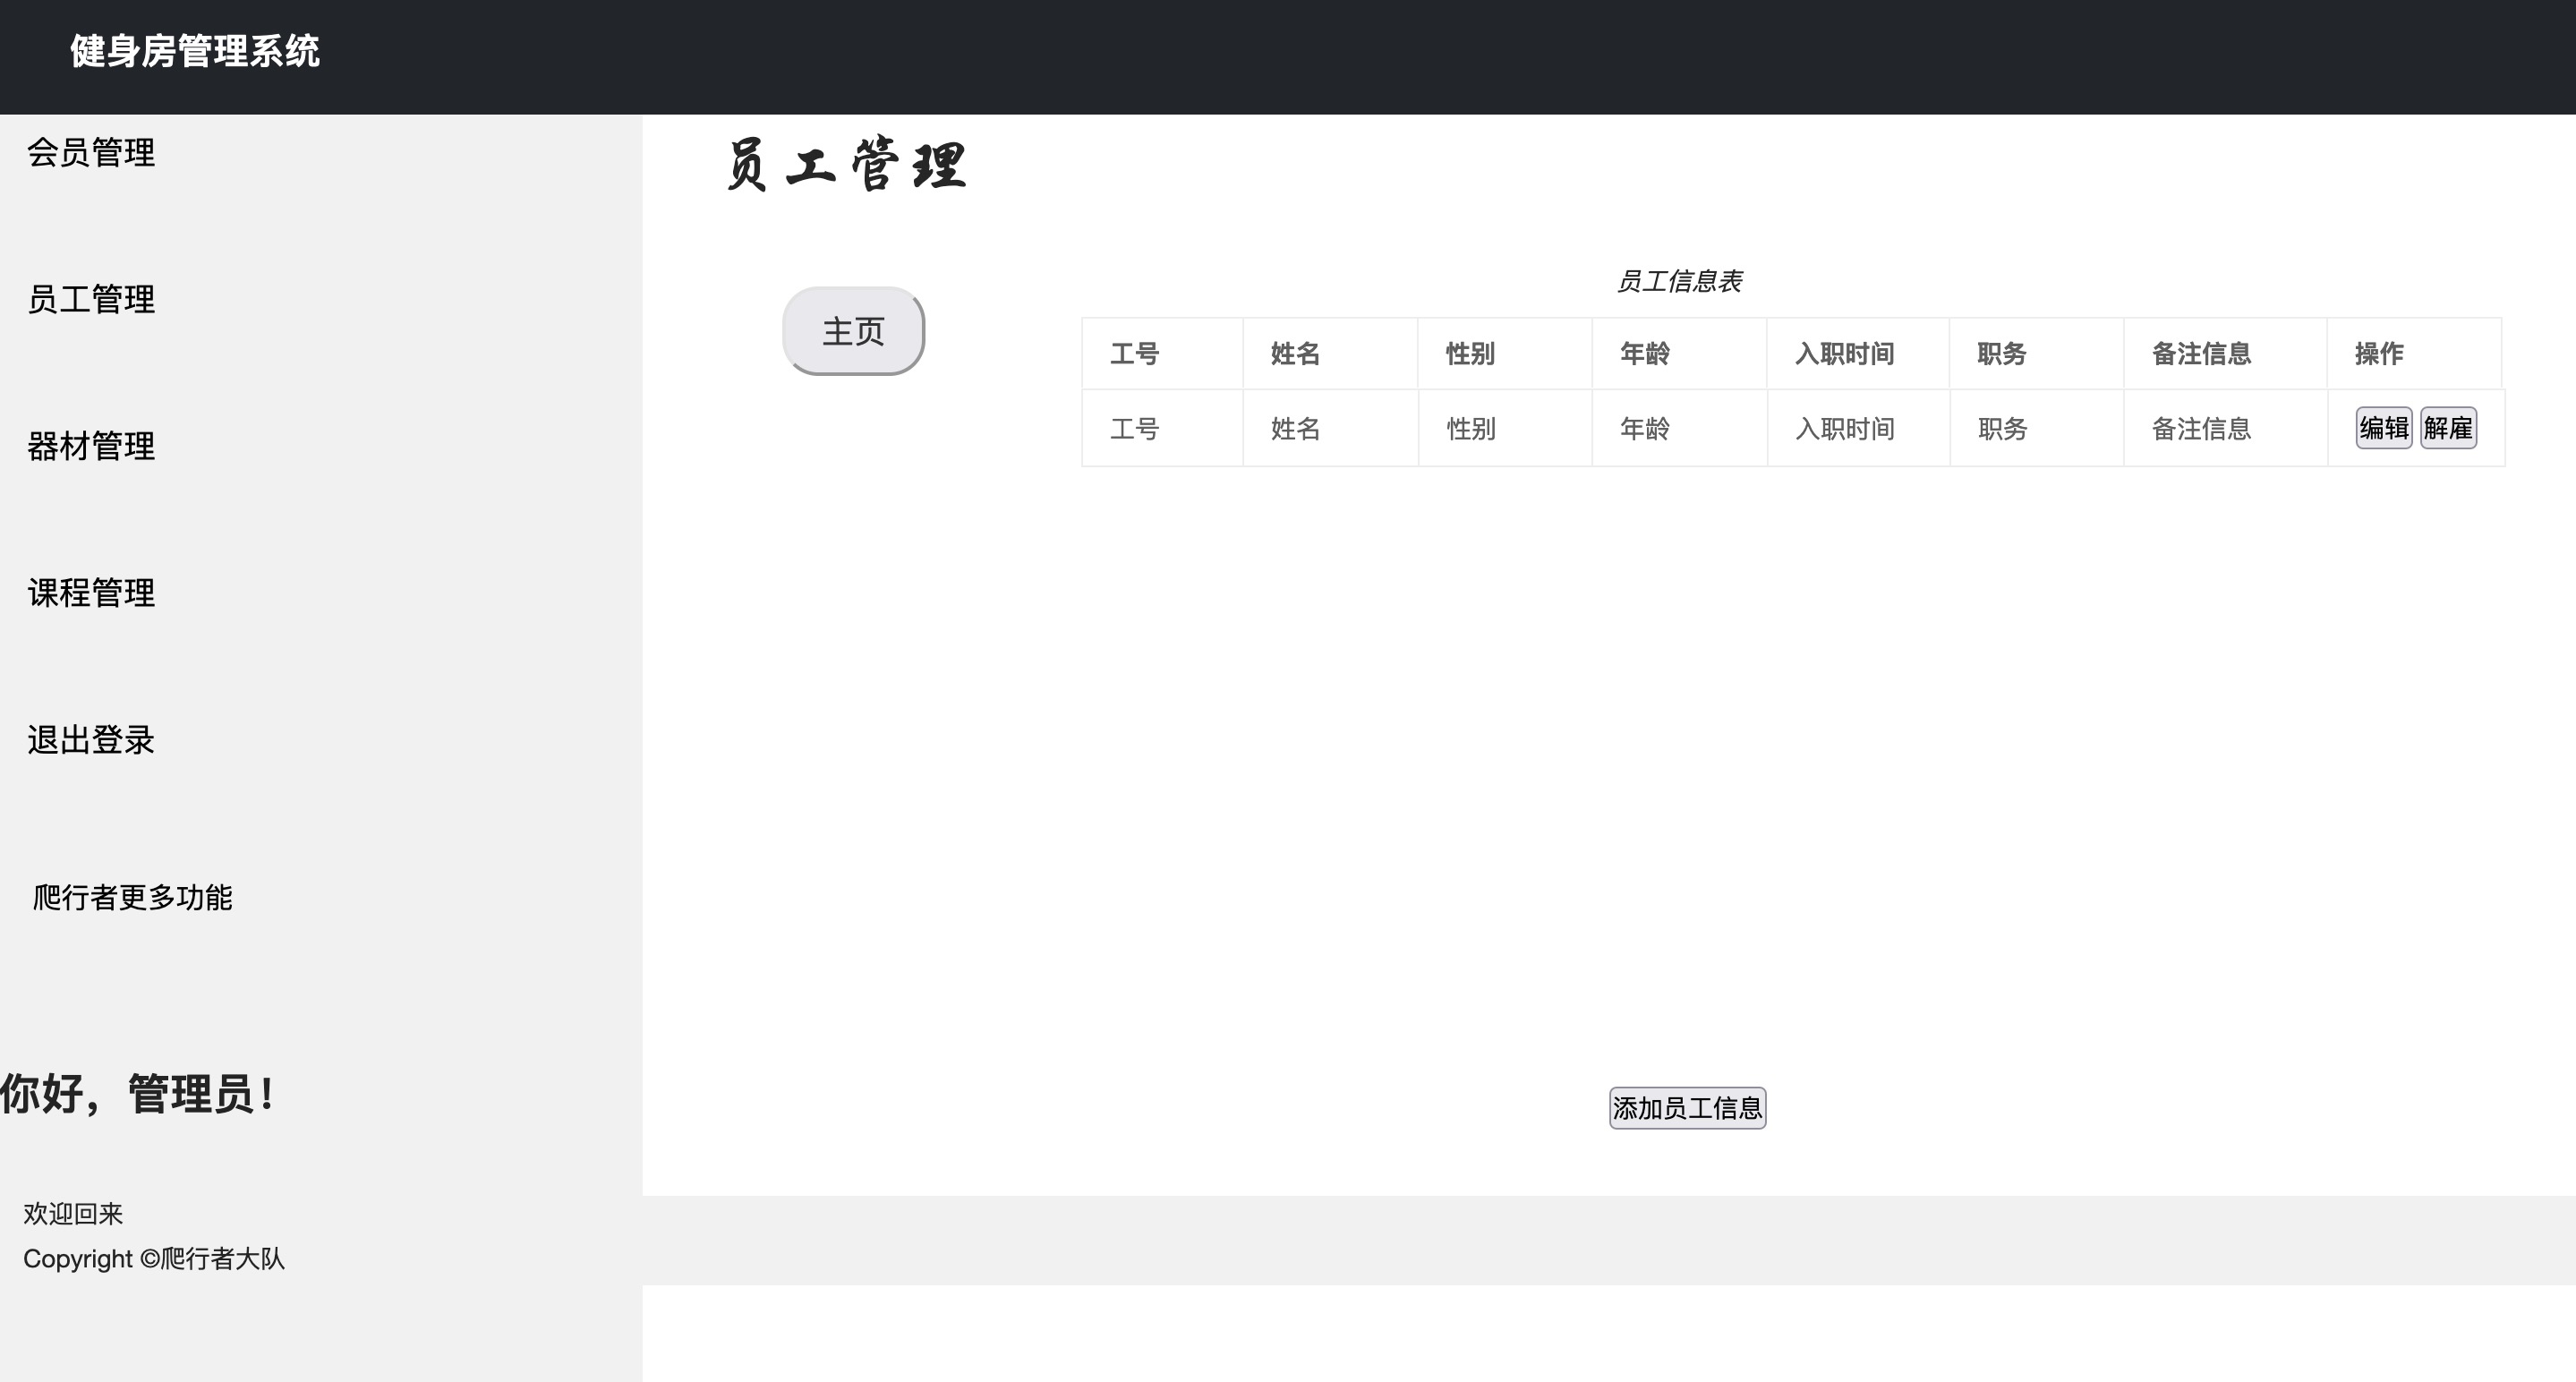 健身房管理系统
会员管理
员工管理
器材管理
课程管理
退出登录
爬行者更多功能
你好，管理员！
欢迎回来
Copyright ©爬行者大队
员工管理
主页
员工信息表
工号 姓名 性别 年龄 入职时间 职务 备注信息 操作
工号 姓名 性别 年龄 入职时间 职务 备注信息 编辑 解雇
添加员工信息